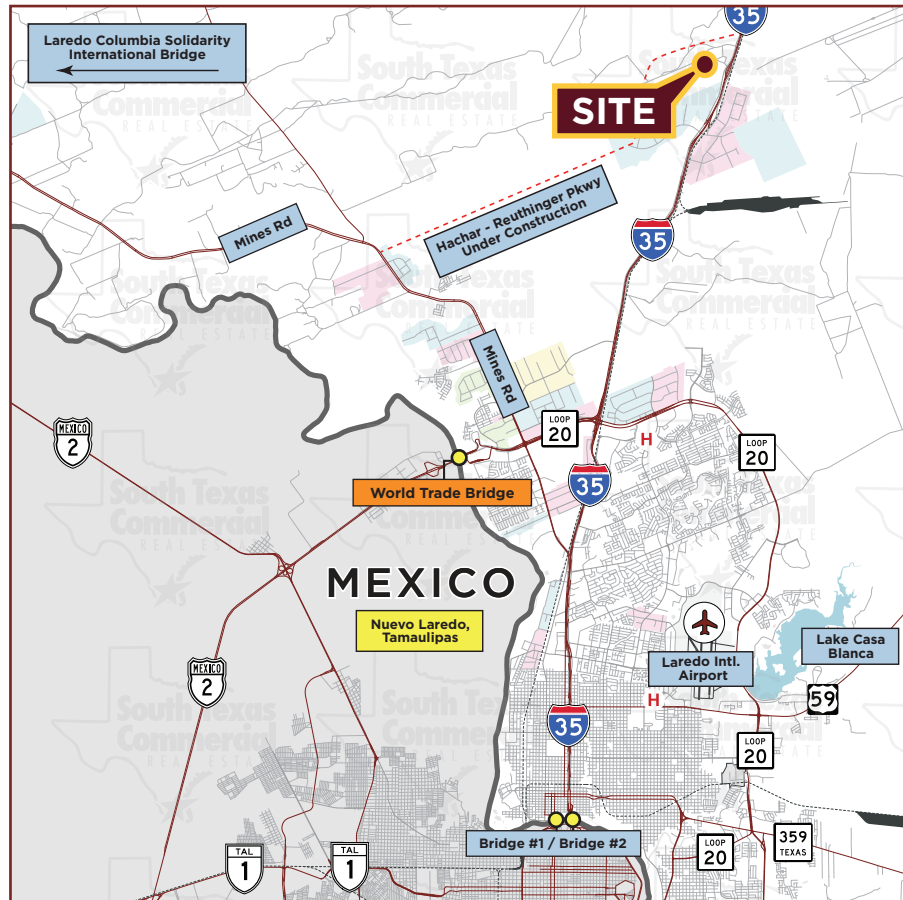 35
Laredo Columbia Solidarity
International Bridge
SITE
Mines Rd
Hachar - Reuthinger Pkwy
Under Construction
35
Mines Rd
LOOP
20
H
LOOP
20
MEXICO
2
35
World Trade Bridge
MEXICO
Nuevo Laredo,
Tamaulipas
Laredo Intl.
Airport
Lake Casa
Blanca
MEXICO
2
H
59
35
LOOP
20
Bridge #1 / Bridge #2
LOOP
20
359
TEXAS
TAL
1
TAL
1
South Texas
Commercial
REAL ESTATE